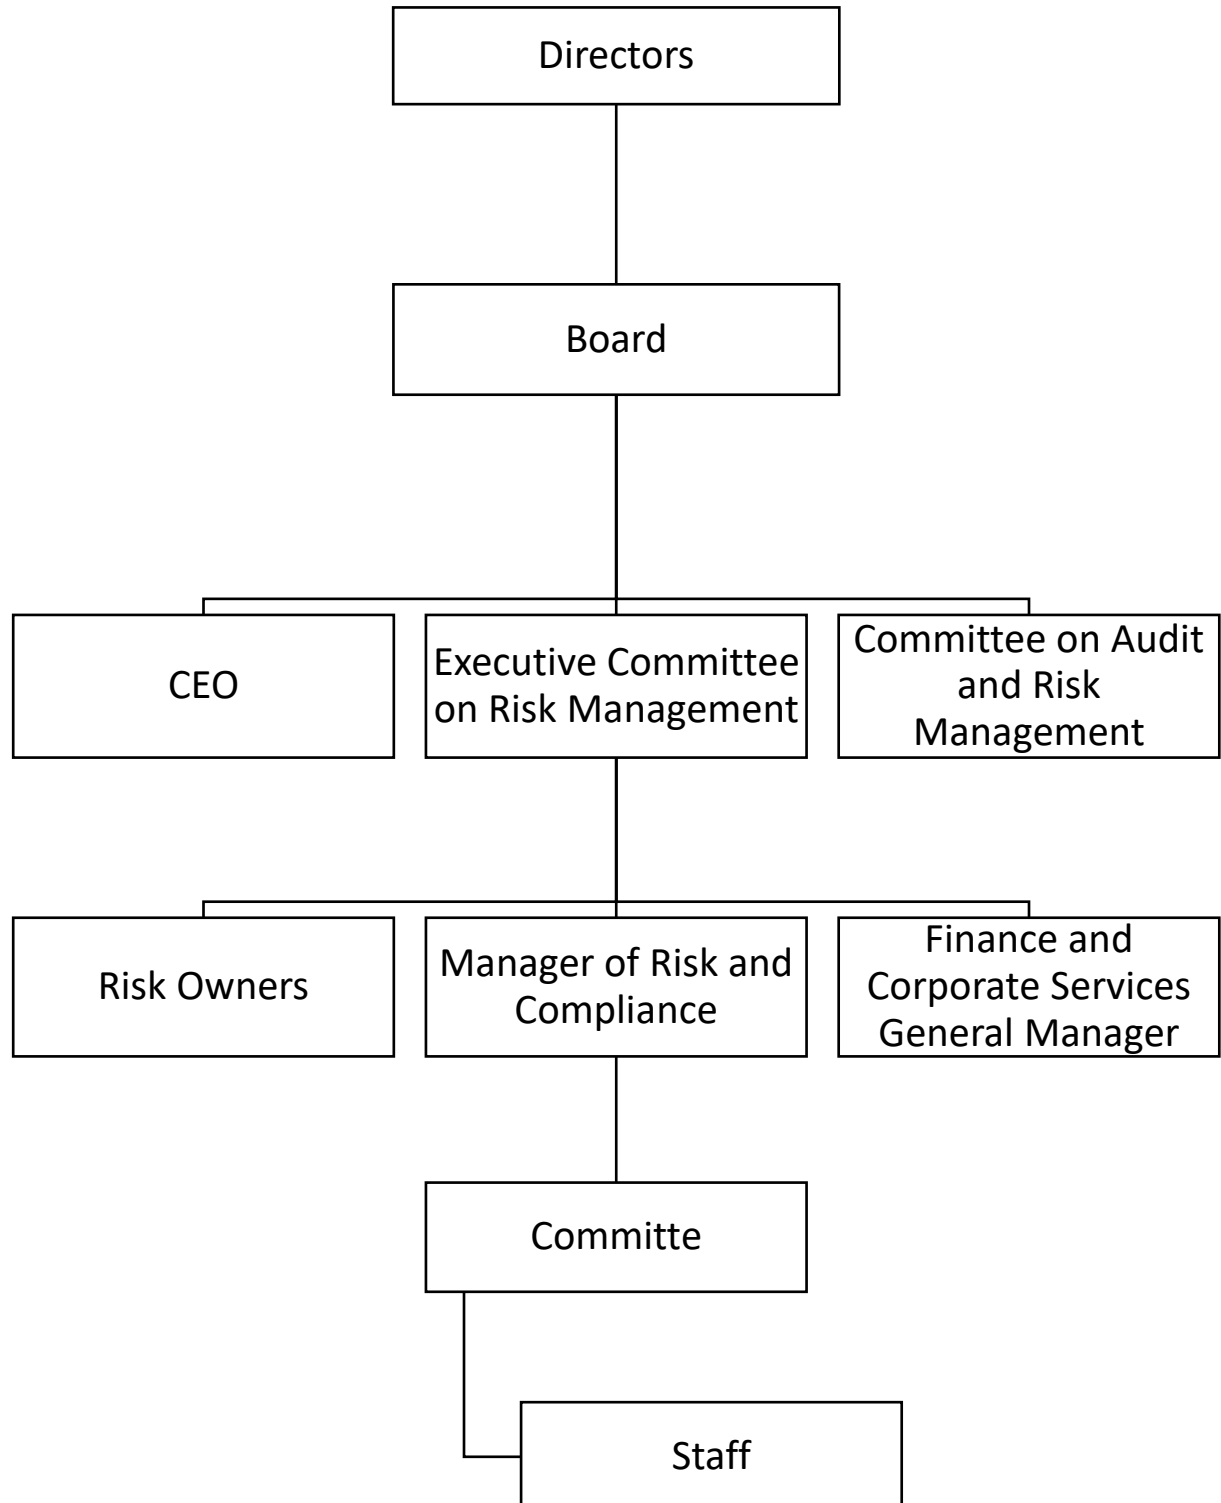 Directors
Board
CEO
Executive Committee
on Risk Management
Committee on Audit
and Risk
Management
Risk Owners
Manager of Risk and
Compliance
Finance and
Corporate Services
General Manager
Committe
Staff